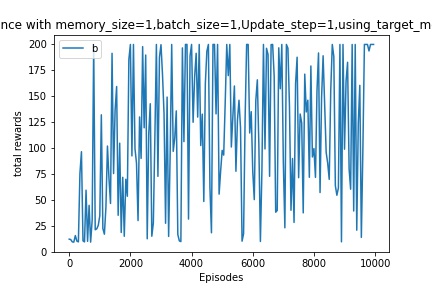 nce with memory_size=1,batch_size=1,Update_step=1,using_target_m
b
total rewards
200
175
150
125
100
75
50
25
0
0 2000 4000 6000 8000 10000
Episodes